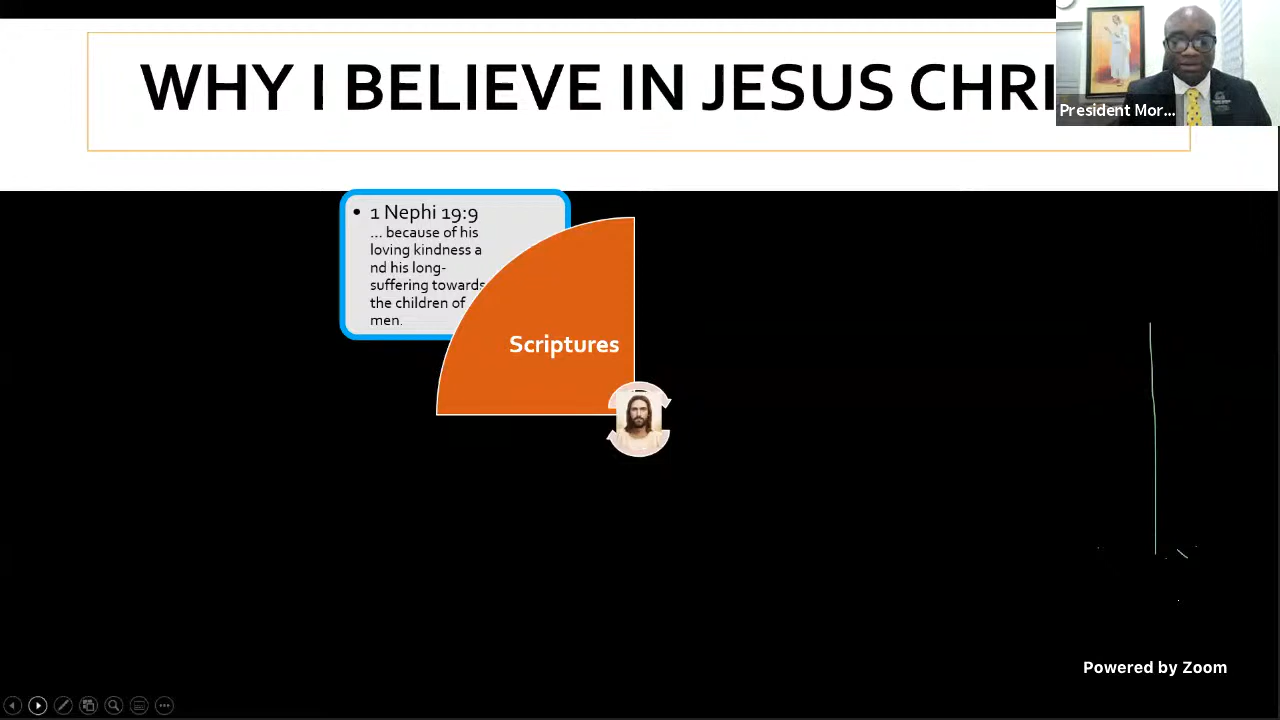 WHY I BELIEVE IN JESUS CHRI
President Mor...
• 1 Nephi 19:9
... because of his
loving kindness a
nd his long-
suffering towards
the children of
men.
Scriptures
Powered by Zoom